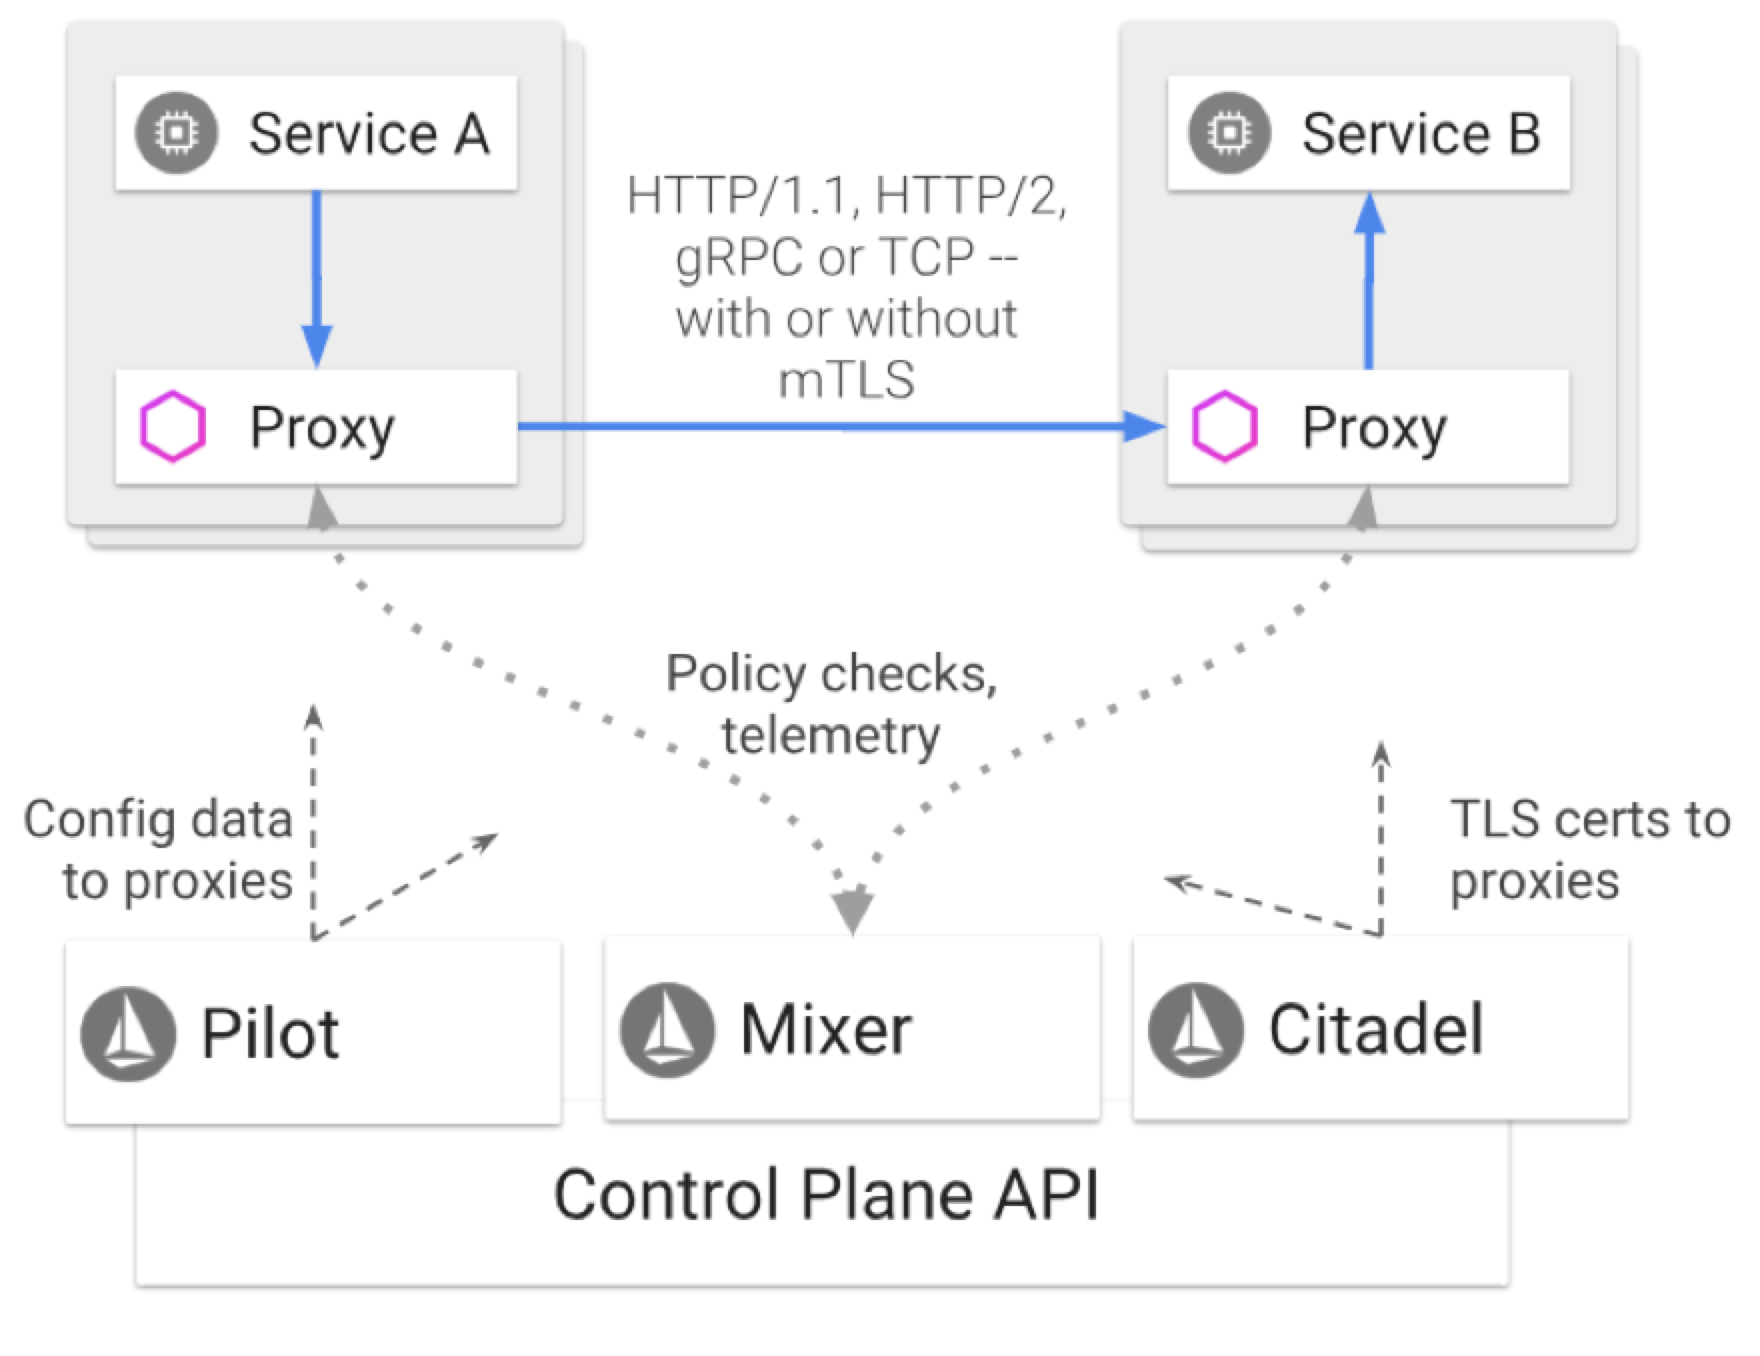 Service A
Service B
HTTP/1.1, HTTP/2,
gRPC or TCP --
with or without
mTLS
Proxy
Proxy
Policy checks,
telemetry
Config data
to proxies
TLS certs to
proxies
Pilot
Mixer
Citadel
Control Plane API